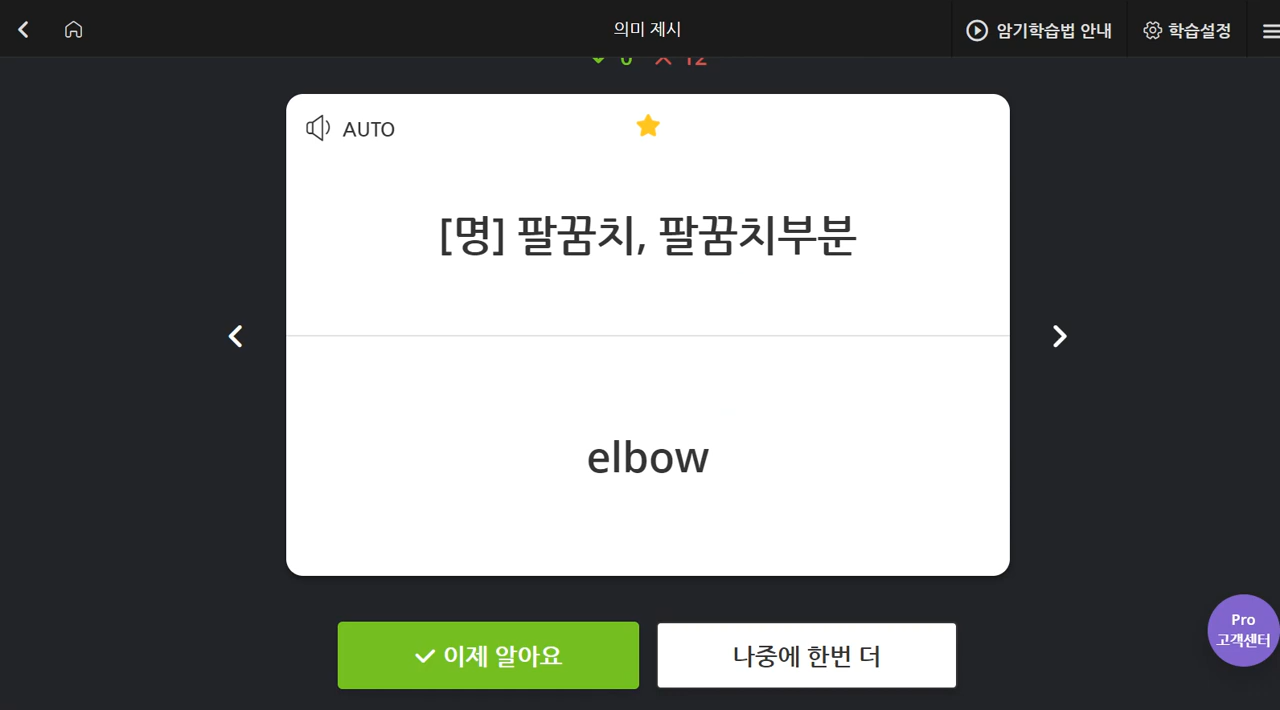 의미 제시
암기학습법 안내
학습설정
AUTO
[명] 팔꿈치, 팔꿈치부분
elbow
이제 알아요
나중에 한번 더
Pro
고객센터